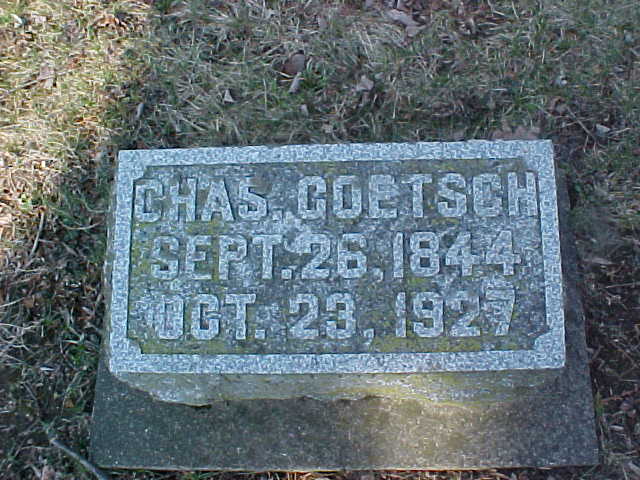 CHAS. GOETSCH
SEPT. 26, 1844
OCT. 23, 1927